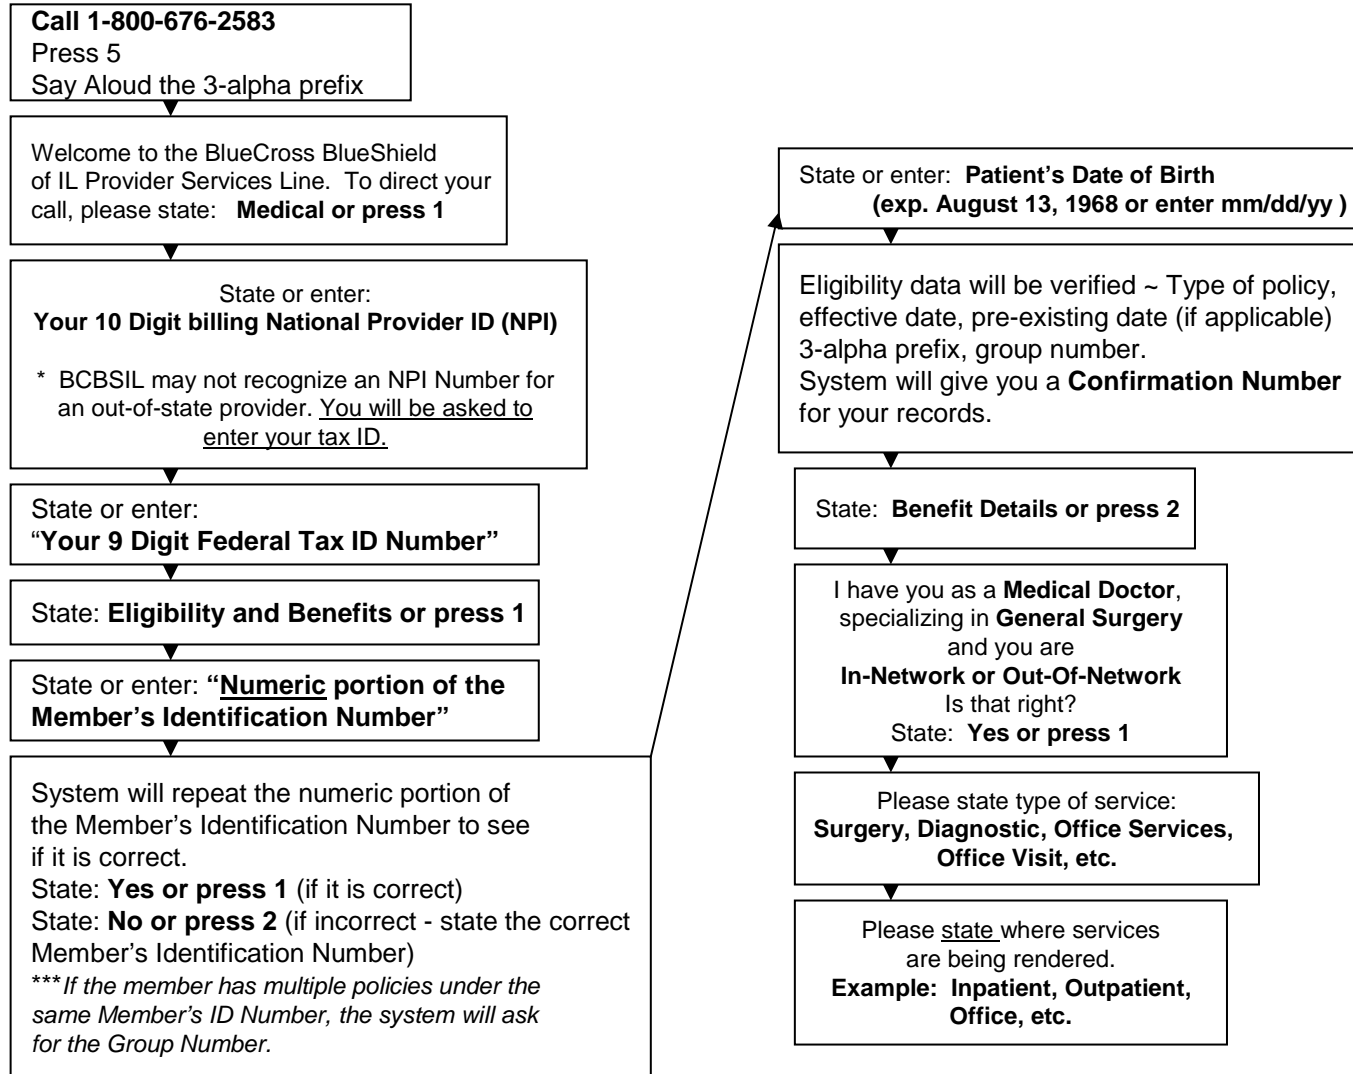 Call 1-800-676-2583
Press 5
Say Aloud the 3-alpha prefix
Welcome to the BlueCross BlueShield
of IL Provider Services Line.  To direct your
call, please state:   Medical or press 1
State or enter:
Your 10 Digit billing National Provider ID (NPI)
*  BCBSIL may not recognize an NPI Number for
an out-of-state provider. You will be asked to
enter your tax ID.
State or enter:
“Your 9 Digit Federal Tax ID Number”
State: Eligibility and Benefits or press 1
State or enter: “Numeric portion of the
Member’s Identification Number”
System will repeat the numeric portion of
the Member’s Identification Number to see
if it is correct.
State: Yes or press 1 (if it is correct)
State: No or press 2 (if incorrect - state the correct
Member’s Identification Number)
***If the member has multiple policies under the
same Member’s ID Number, the system will ask
for the Group Number.
State or enter:  Patient’s Date of Birth
(exp. August 13, 1968 or enter mm/dd/yy )
Eligibility data will be verified ~ Type of policy,
effective date, pre-existing date (if applicable)
3-alpha prefix, group number.
System will give you a Confirmation Number
for your records.
State:  Benefit Details or press 2
I have you as a Medical Doctor,
specializing in General Surgery
and you are
In-Network or Out-Of-Network
Is that right?
State:  Yes or press 1
Please state type of service:
Surgery, Diagnostic, Office Services,
Office Visit, etc.
Please state where services
are being rendered.
Example:  Inpatient, Outpatient,
Office, etc.